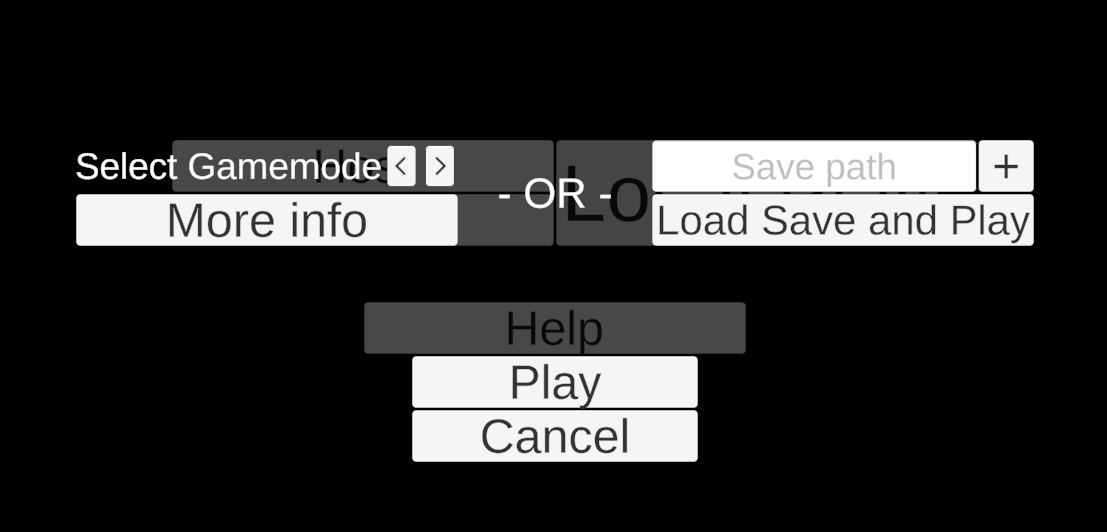 Select Gamemode < >
More info
- OR -
Save path +
Load Save and Play
Help
Play
Cancel